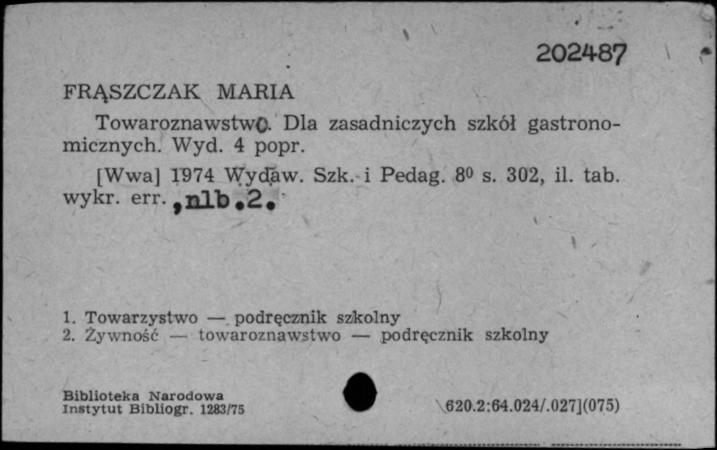 202487
FRĄSZCZAK MARIA
Towaroznawstwo. Dla zasadniczych szkół gastrono-
micznych. Wyd. 4 popr.
[Wwa] 1974 Wydaw. Szk. i Pedag. 8⁰ s. 302, il. tab.
wykr. err. ,nlb.2.
1. Towarzystwo — podręcznik szkolny
2. Żywność — towaroznawstwo — podręcznik szkolny
Biblioteka Narodowa
Instytut Bibliogr. 1283/75
620.2:64.024/.027](075)